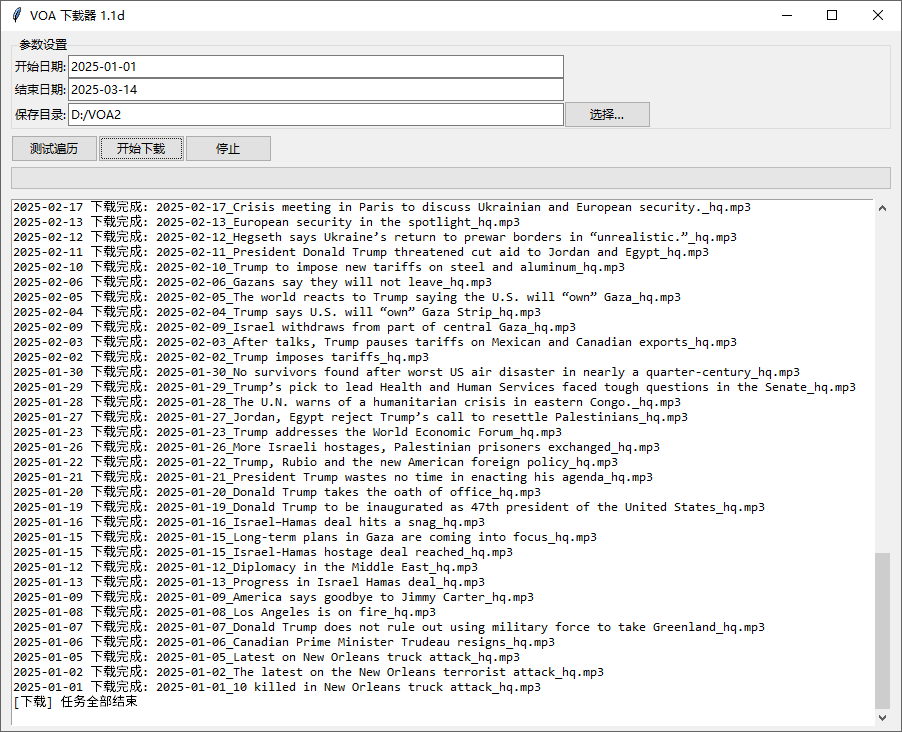 VOA 下载器 1.1d
参数设置
开始日期: 2025-01-01
结束日期: 2025-03-14
保存目录: D:/VOA2 选择...
测试遍历 开始下载 停止
2025-02-17 下载完成: 2025-02-17_Crisis meeting in Paris to discuss Ukrainian and European security._hq.mp3
2025-02-13 下载完成: 2025-02-13_European security in the spotlight_hq.mp3
2025-02-12 下载完成: 2025-02-12_Hegseth says Ukraine’s return to prewar borders in “unrealistic.”_hq.mp3
2025-02-11 下载完成: 2025-02-11_President Donald Trump threatened cut aid to Jordan and Egypt_hq.mp3
2025-02-10 下载完成: 2025-02-10_Trump to impose new tariffs on steel and aluminum_hq.mp3
2025-02-06 下载完成: 2025-02-06_Gazans say they will not leave_hq.mp3
2025-02-05 下载完成: 2025-02-05_The world reacts to Trump saying the U.S. will “own” Gaza_hq.mp3
2025-02-04 下载完成: 2025-02-04_Trump says U.S. will “own” Gaza Strip_hq.mp3
2025-02-09 下载完成: 2025-02-09_Israel withdraws from part of central Gaza_hq.mp3
2025-02-03 下载完成: 2025-02-03_After talks, Trump pauses tariffs on Mexican and Canadian exports_hq.mp3
2025-02-02 下载完成: 2025-02-02_Trump imposes tariffs_hq.mp3
2025-01-30 下载完成: 2025-01-30_No survivors found after worst US air disaster in nearly a quarter-century_hq.mp3
2025-01-29 下载完成: 2025-01-29_Trump’s pick to lead Health and Human Services faced tough questions in the Senate_hq.mp3
2025-01-28 下载完成: 2025-01-28_The U.N. warns of a humanitarian crisis in eastern Congo._hq.mp3
2025-01-27 下载完成: 2025-01-27_Jordan, Egypt reject Trump’s call to resettle Palestinians_hq.mp3
2025-01-23 下载完成: 2025-01-23_Trump addresses the World Economic Forum_hq.mp3
2025-01-26 下载完成: 2025-01-26_More Israeli hostages, Palestinian prisoners exchanged_hq.mp3
2025-01-22 下载完成: 2025-01-22_Trump, Rubio and the new American foreign policy_hq.mp3
2025-01-21 下载完成: 2025-01-21_President Trump wastes no time in enacting his agenda_hq.mp3
2025-01-20 下载完成: 2025-01-20_Donald Trump takes the oath of office_hq.mp3
2025-01-19 下载完成: 2025-01-19_Donald Trump to be inaugurated as 47th president of the United States_hq.mp3
2025-01-16 下载完成: 2025-01-16_Israel-Hamas deal hits a snag_hq.mp3
2025-01-15 下载完成: 2025-01-15_Long-term plans in Gaza are coming into focus_hq.mp3
2025-01-15 下载完成: 2025-01-15_Israel-Hamas hostage deal reached_hq.mp3
2025-01-12 下载完成: 2025-01-12_Diplomacy in the Middle East_hq.mp3
2025-01-13 下载完成: 2025-01-13_Progress in Israel Hamas deal_hq.mp3
2025-01-09 下载完成: 2025-01-09_America says goodbye to Jimmy Carter_hq.mp3
2025-01-08 下载完成: 2025-01-08_Los Angeles is on fire_hq.mp3
2025-01-07 下载完成: 2025-01-07_Donald Trump does not rule out using military force to take Greenland_hq.mp3
2025-01-06 下载完成: 2025-01-06_Canadian Prime Minister Trudeau resigns_hq.mp3
2025-01-05 下载完成: 2025-01-05_Latest on New Orleans truck attack_hq.mp3
2025-01-02 下载完成: 2025-01-02_The latest on the New Orleans terrorist attack_hq.mp3
2025-01-01 下载完成: 2025-01-01_10 killed in New Orleans truck attack_hq.mp3
[下载] 任务全部结束